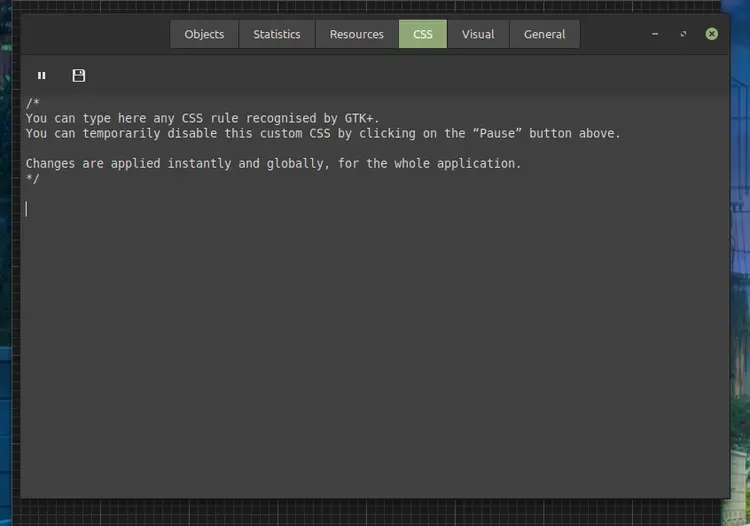 Objects Statistics Resources CSS Visual General
/*
You can type here any CSS rule recognised by GTK+.
You can temporarily disable this custom CSS by clicking on the “Pause” button above.
Changes are applied instantly and globally, for the whole application.
*/